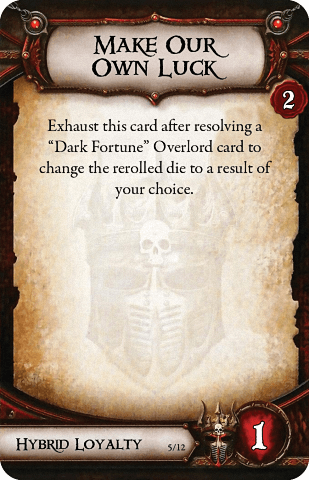 Make Our
Own Luck
2
Exhaust this card after resolving a
“Dark Fortune” Overlord card to
change the rerolled die to a result of
your choice.
Hybrid Loyalty 5/12 1